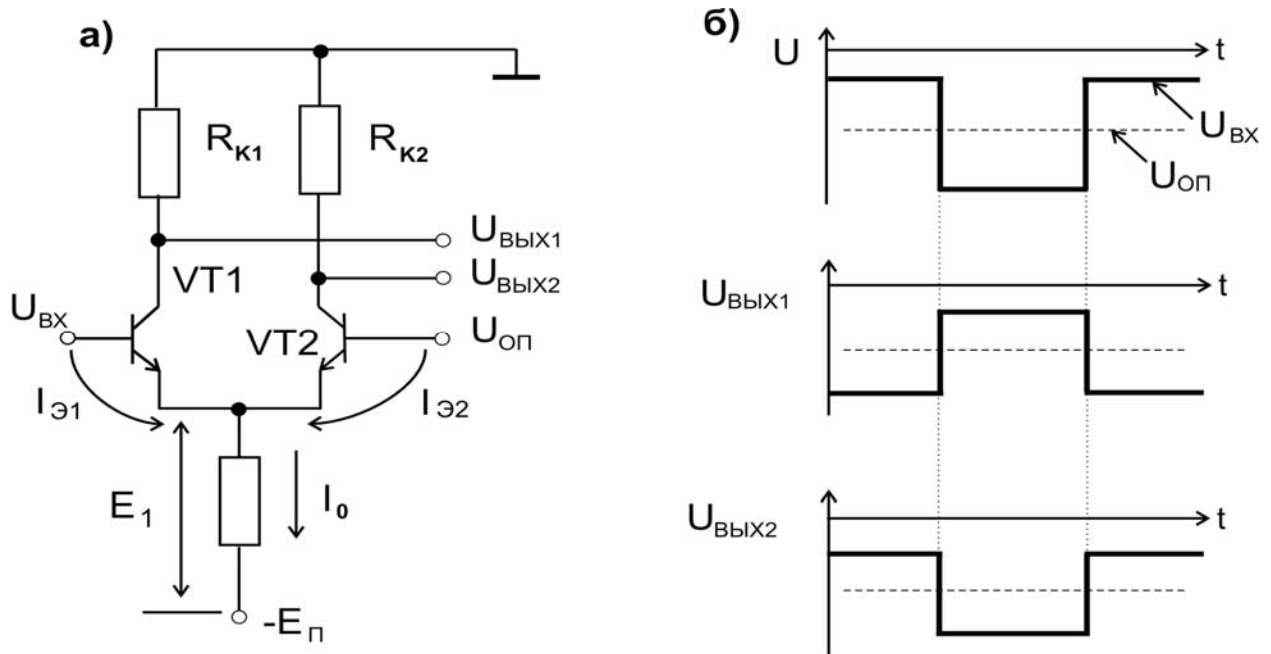 а)
R К1
R К2
U ВЫХ1
VT1
U ВЫХ2
U ВХ
VT2
U ОП
I Э1
I Э2
E 1
I 0
-E П
б)
U
t
U ВХ
U ОП
U ВЫХ1
t
U ВЫХ2
t